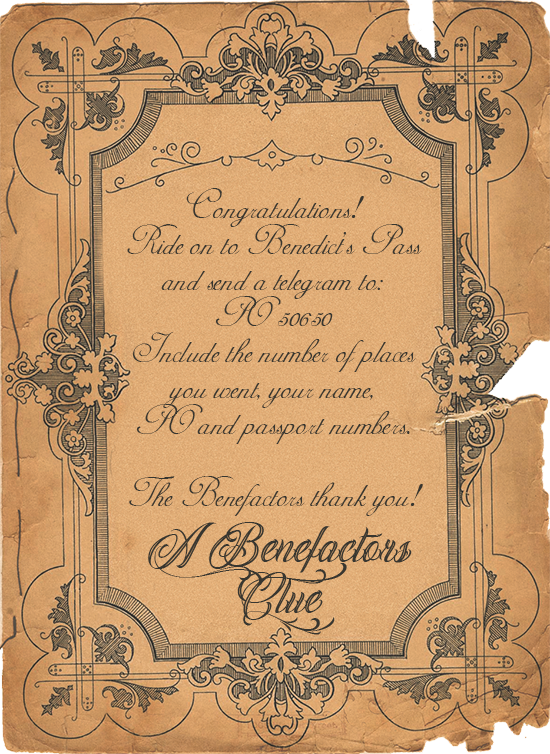 Congratulations!
Ride on to Benedict's Pass
and send a telegram to:
PO 50650
Include the number of places
you went, your name,
PO and passport numbers.
The Benefactors thank you!
A Benefactors
Clue